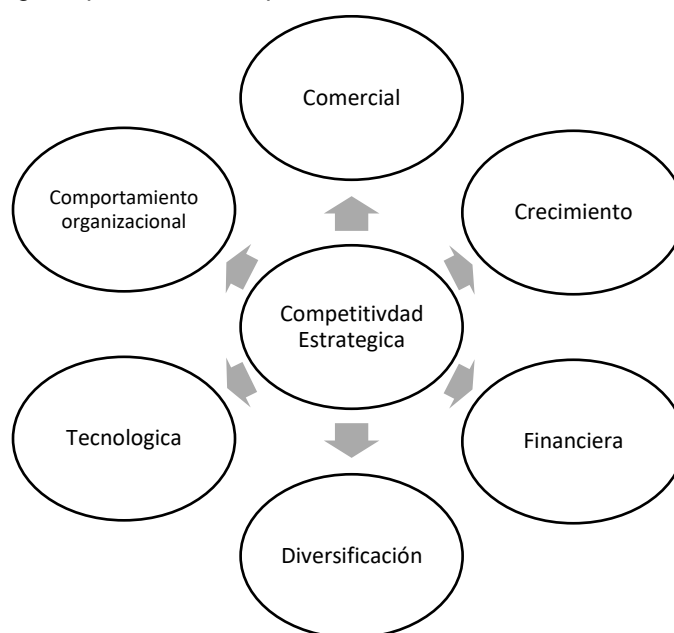 Comercial
Comportamiento
organizacional
Crecimiento
Competitivdad
Estrategica
Tecnologica
Financiera
Diversificación